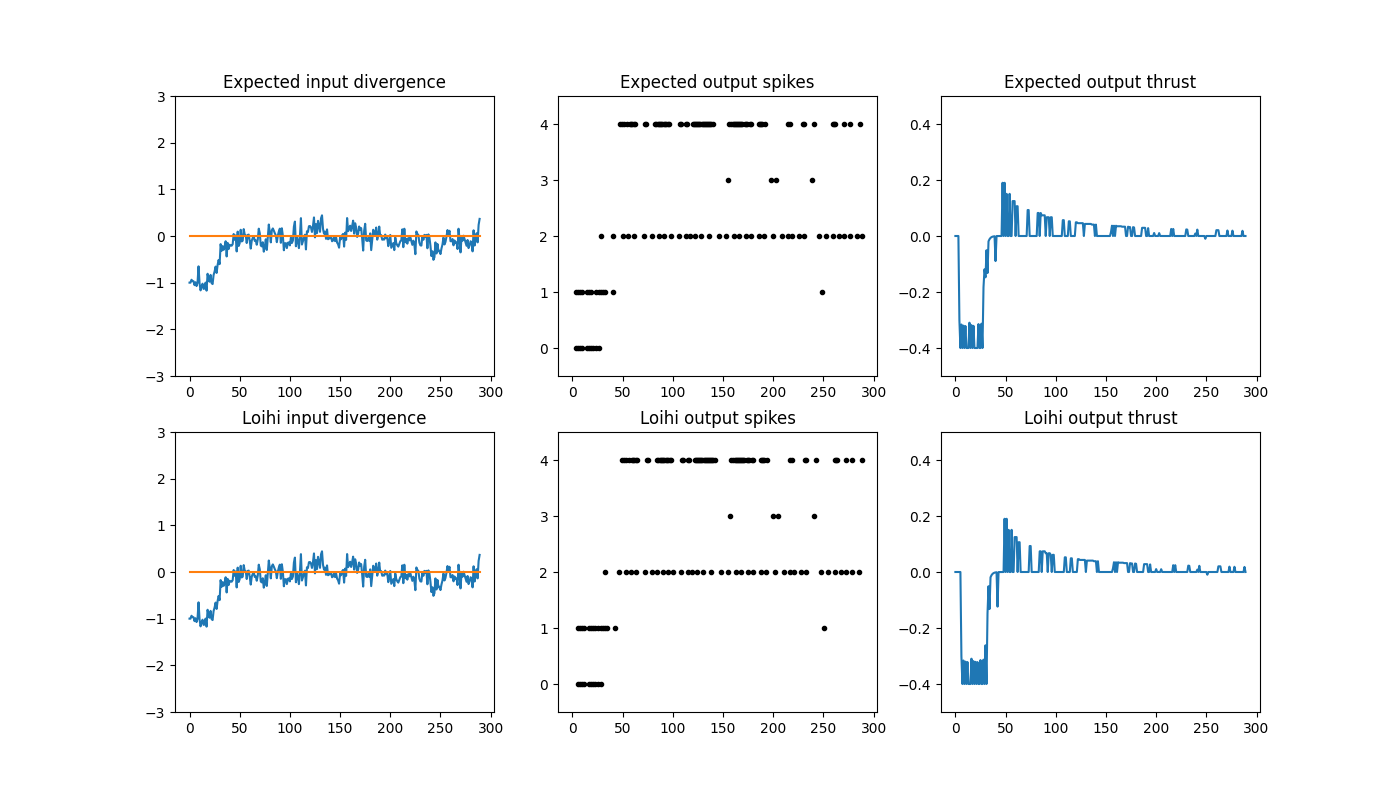 Expected input divergence
3
2
1
0
−1
−2
−3
0 50 100 150 200 250 300
Expected output spikes
4
3
2
1
0
0 50 100 150 200 250 300
Expected output thrust
0.4
0.2
0.0
−0.2
−0.4
0 50 100 150 200 250 300
Loihi input divergence
3
2
1
0
−1
−2
−3
0 50 100 150 200 250 300
Loihi output spikes
4
3
2
1
0
0 50 100 150 200 250 300
Loihi output thrust
0.4
0.2
0.0
−0.2
−0.4
0 50 100 150 200 250 300